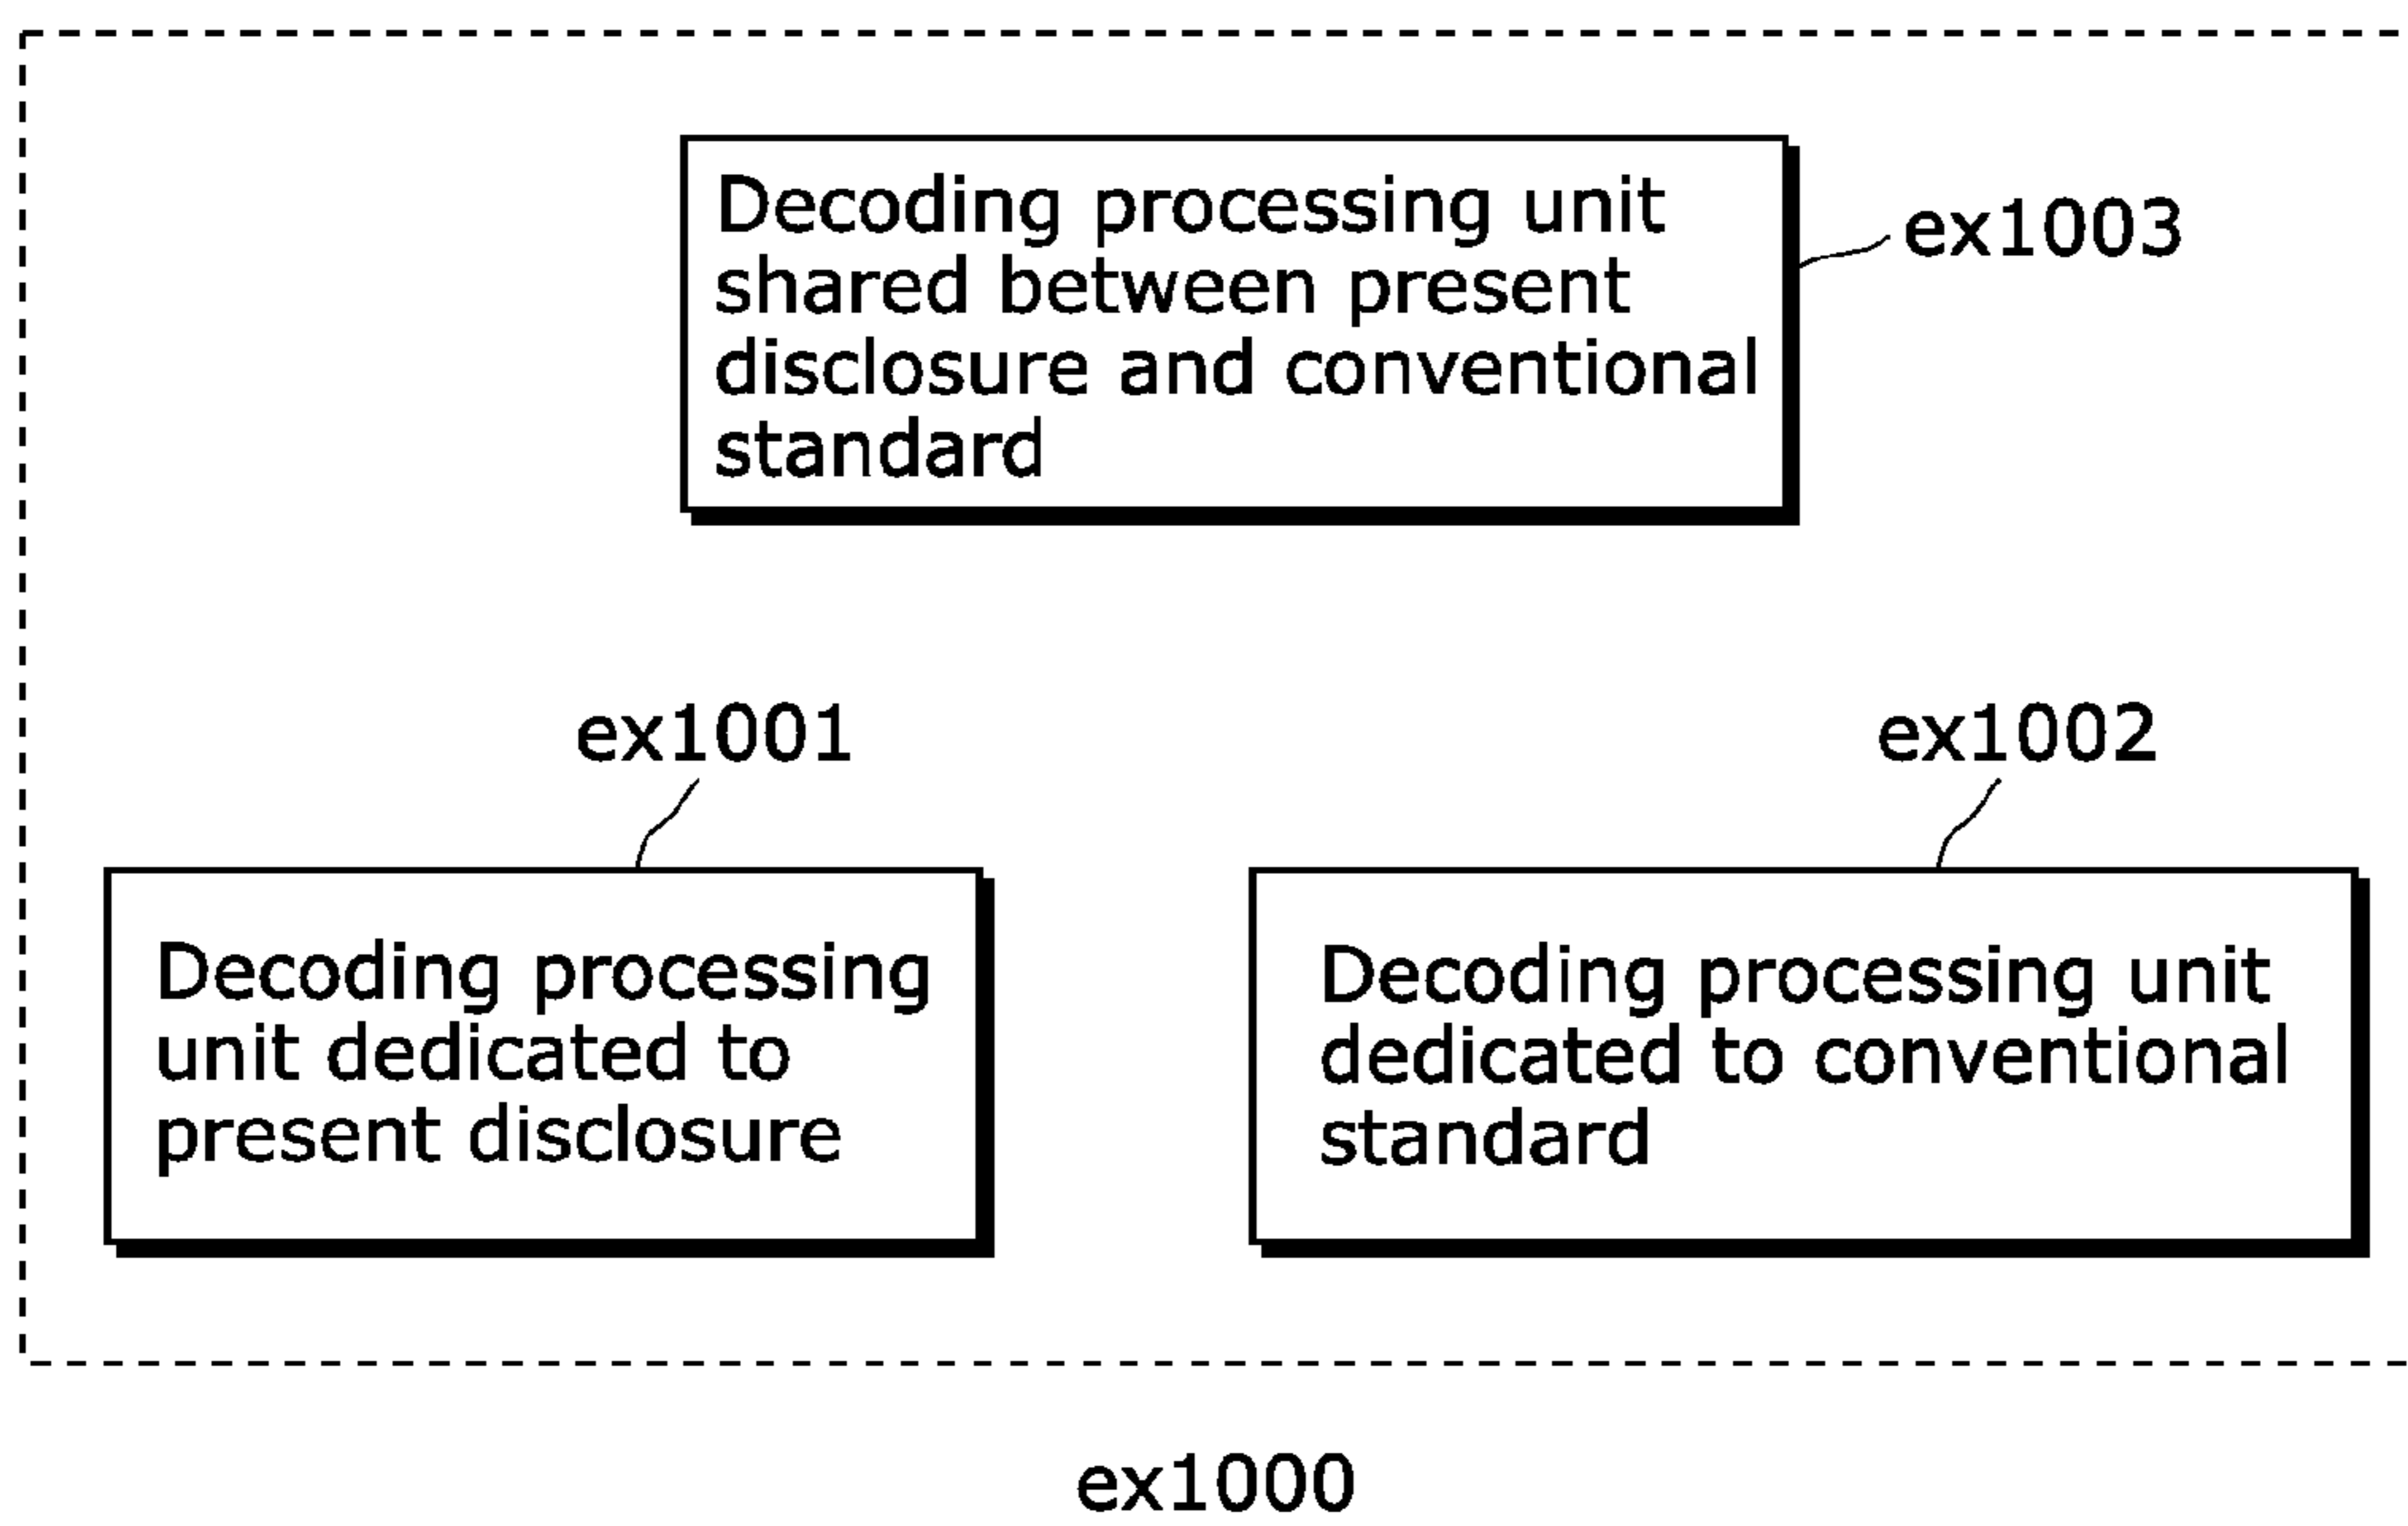 Decoding processing unit
shared between present
disclosure and conventional
standard
ex1003
ex1001
ex1002
Decoding processing
unit dedicated to
present disclosure
Decoding processing unit
dedicated to conventional
standard
ex1000